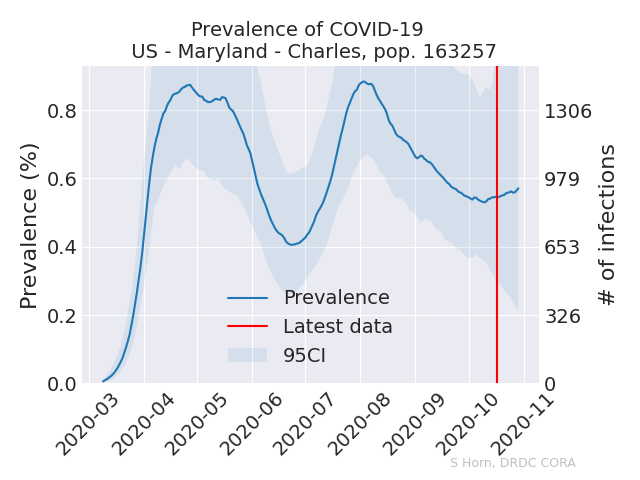 Prevalence of COVID-19
US - Maryland - Charles, pop. 163257
Prevalence (%)
0.8
0.6
0.4
0.2
0.0
1306
979
653
326
0
# of infections
Prevalence
Latest data
95CI
2020-03
2020-04
2020-05
2020-06
2020-07
2020-08
2020-09
2020-10
2020-11
S Horn, DRDC CORA